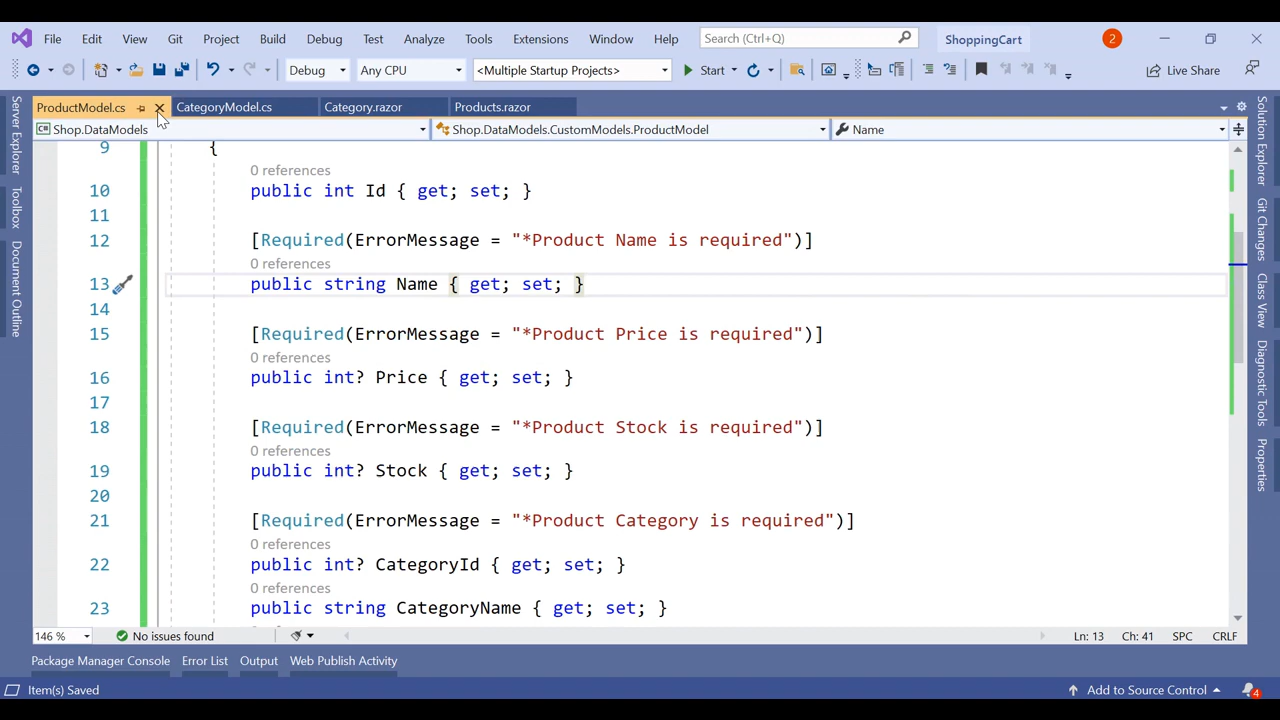 File Edit View Git Project Build Debug Test Analyze Tools Extensions Window Help Search (Ctrl+Q) ShoppingCart 2
Debug Any CPU <Multiple Startup Projects> Start Live Share
ProductModel.cs CategoryModel.cs Category.razor Products.razor
C# Shop.DataModels Shop.DataModels.CustomModels.ProductModel Name
Server Explorer
Toolbox
Document Outline
9 {
0 references
10 public int Id { get; set; }
11
12 [Required(ErrorMessage = "*Product Name is required")]
0 references
13 public string Name { get; set; }
14
15 [Required(ErrorMessage = "*Product Price is required")]
0 references
16 public int? Price { get; set; }
17
18 [Required(ErrorMessage = "*Product Stock is required")]
0 references
19 public int? Stock { get; set; }
20
21 [Required(ErrorMessage = "*Product Category is required")]
0 references
22 public int? CategoryId { get; set; }
0 references
23 public string CategoryName { get; set; }
Solution Explorer
Git Changes
Class View
Diagnostic Tools
Properties
146 % No issues found Ln: 13 Ch: 41 SPC CRLF
Package Manager Console Error List Output Web Publish Activity
Item(s) Saved Add to Source Control 4